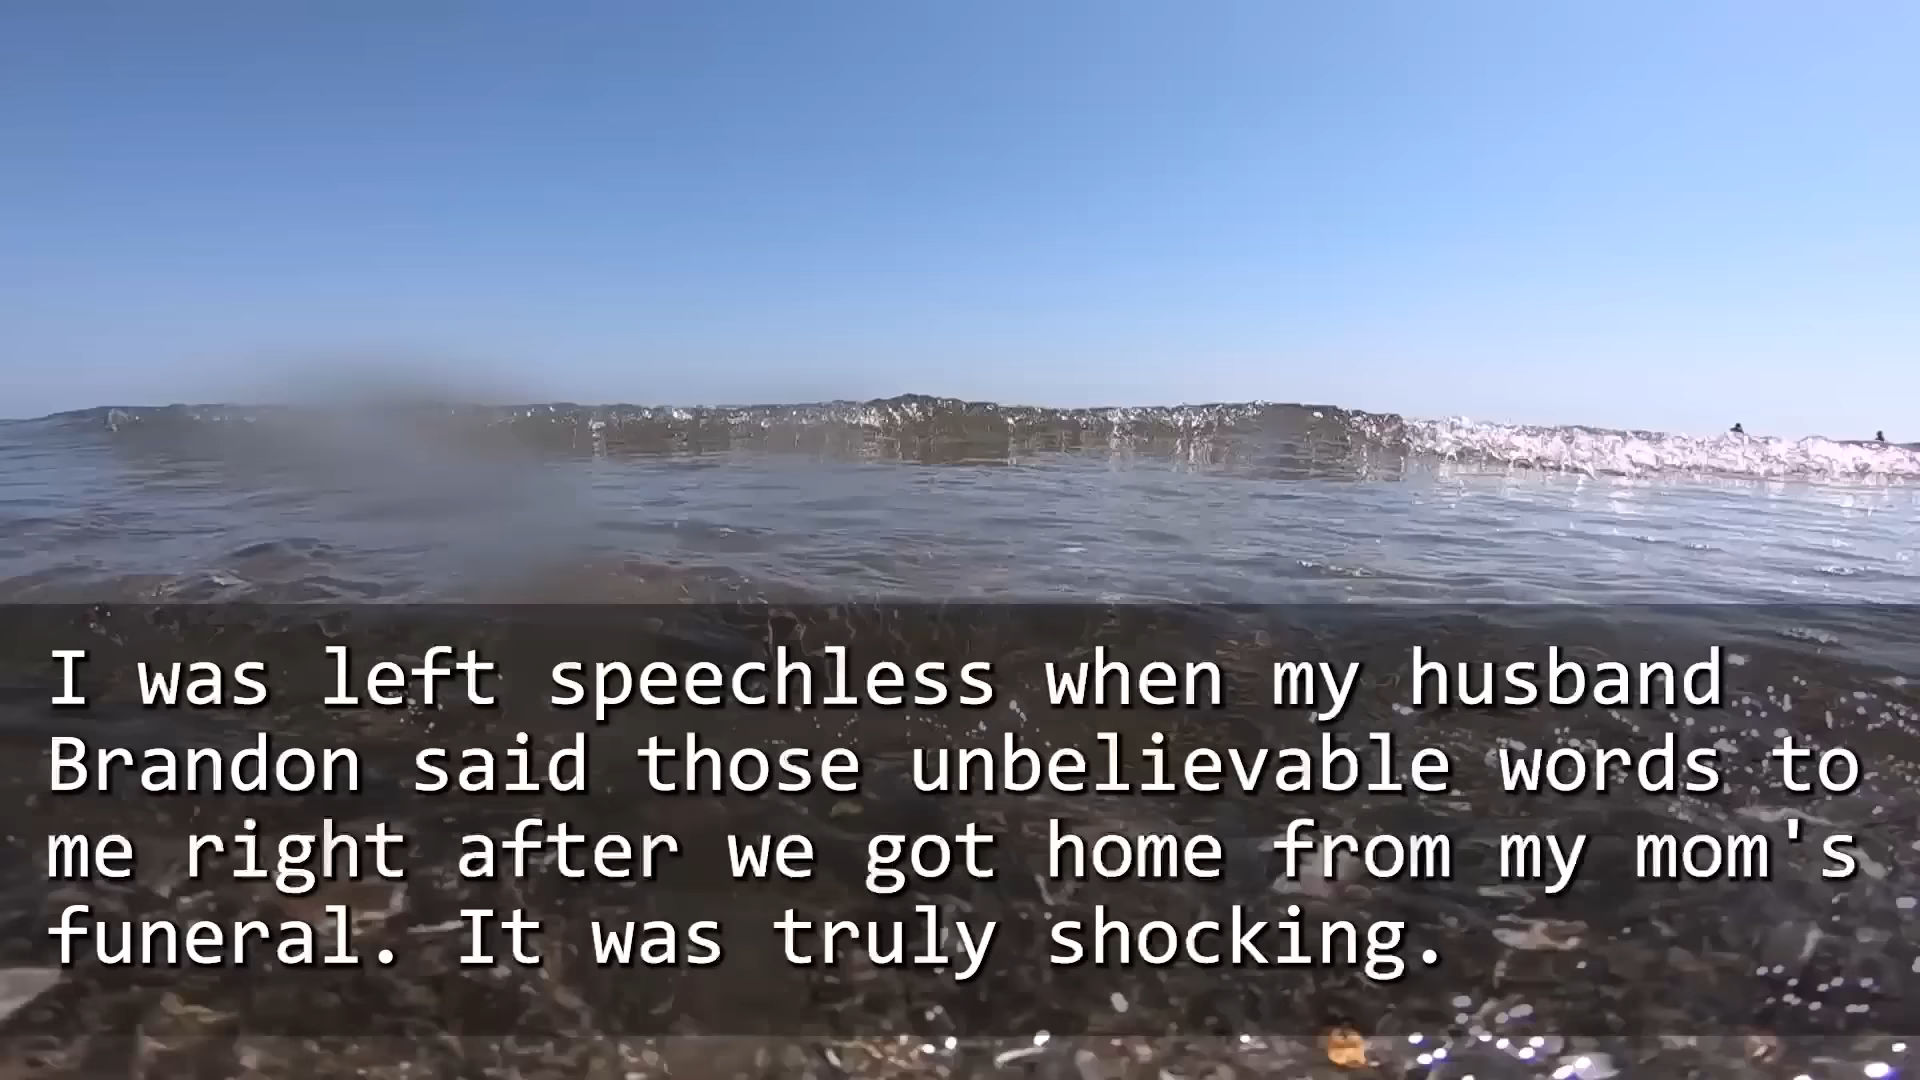 I was left speechless when my husband
Brandon said those unbelievable words to
me right after we got home from my mom's
funeral. It was truly shocking.